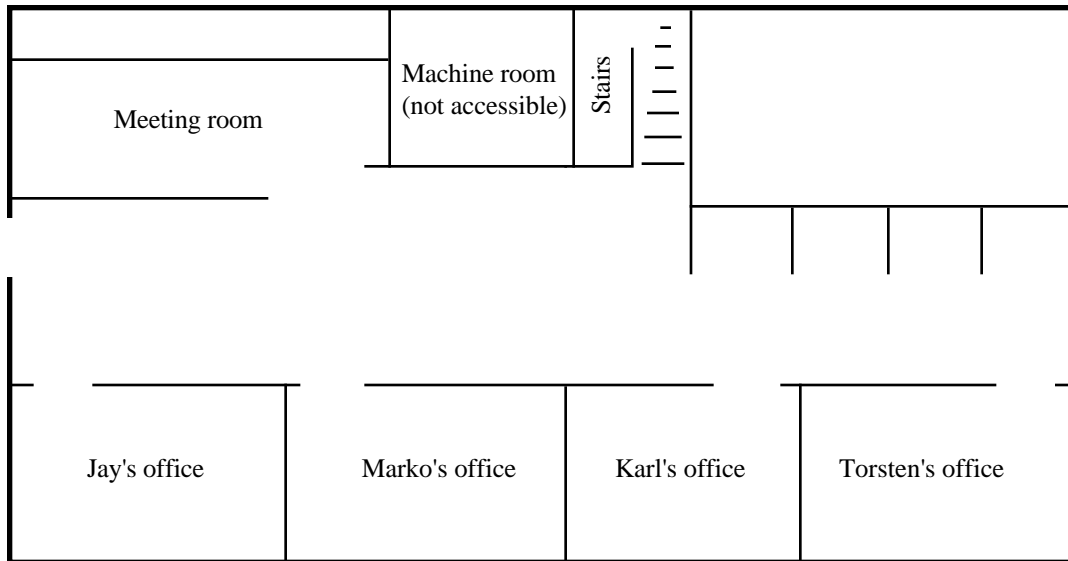 Machine room
(not accessible)
Stairs
Meeting room
Jay's office
Marko's office
Karl's office
Torsten's office